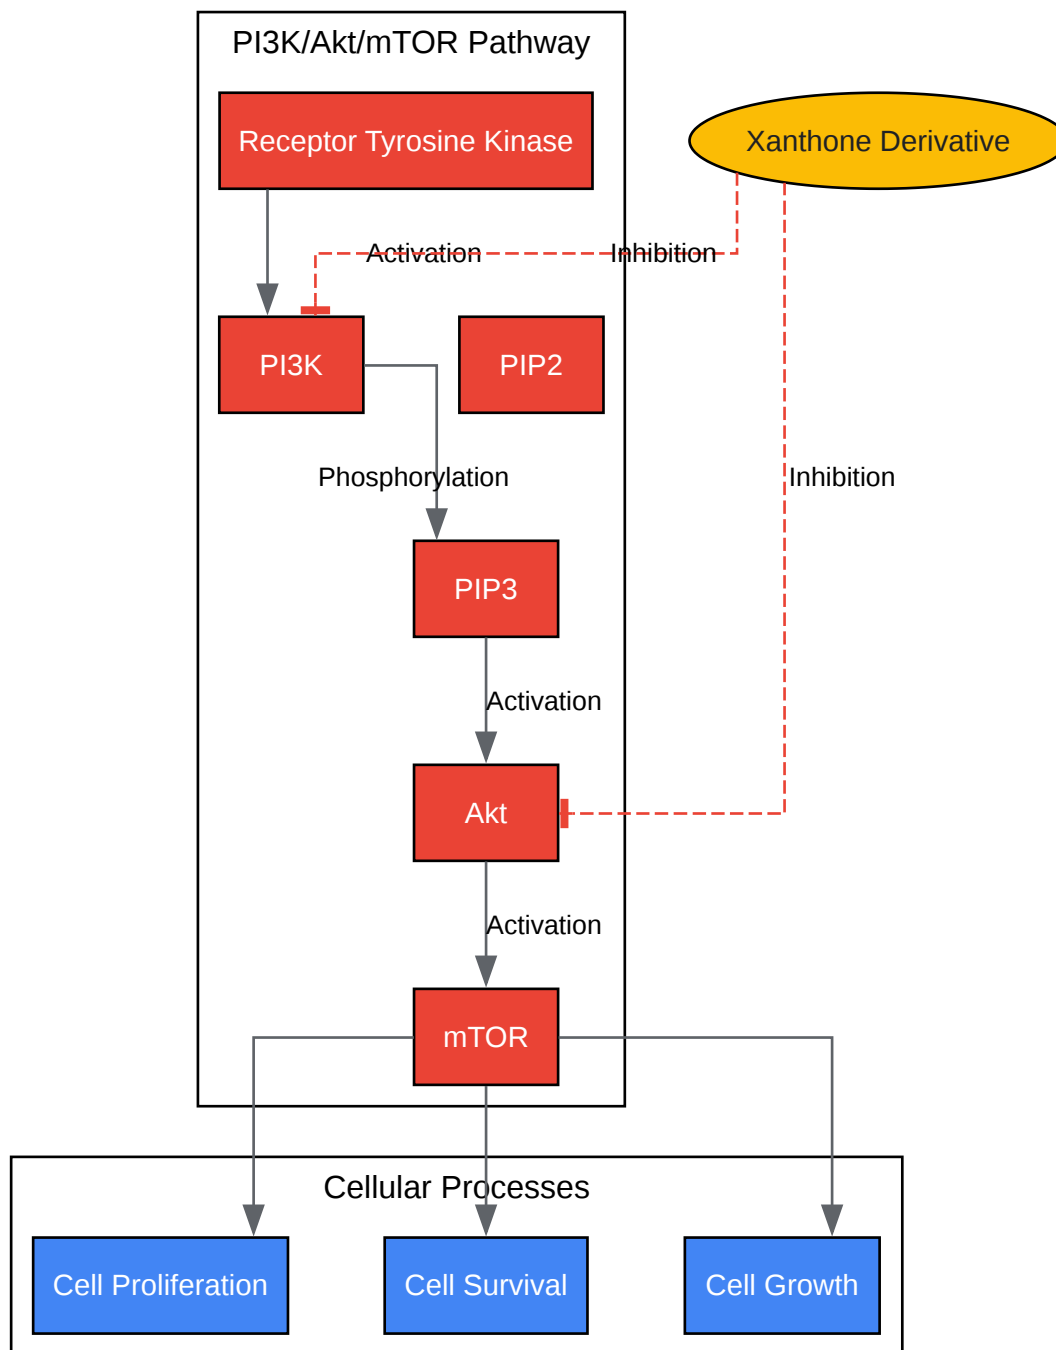 PI3K/Akt/mTOR Pathway
Receptor Tyrosine Kinase
Xanthone Derivative
Activation
Inhibition
PI3K
PIP2
Phosphorylation
Inhibition
PIP3
Activation
Akt
Activation
mTOR
Cellular Processes
Cell Proliferation
Cell Survival
Cell Growth